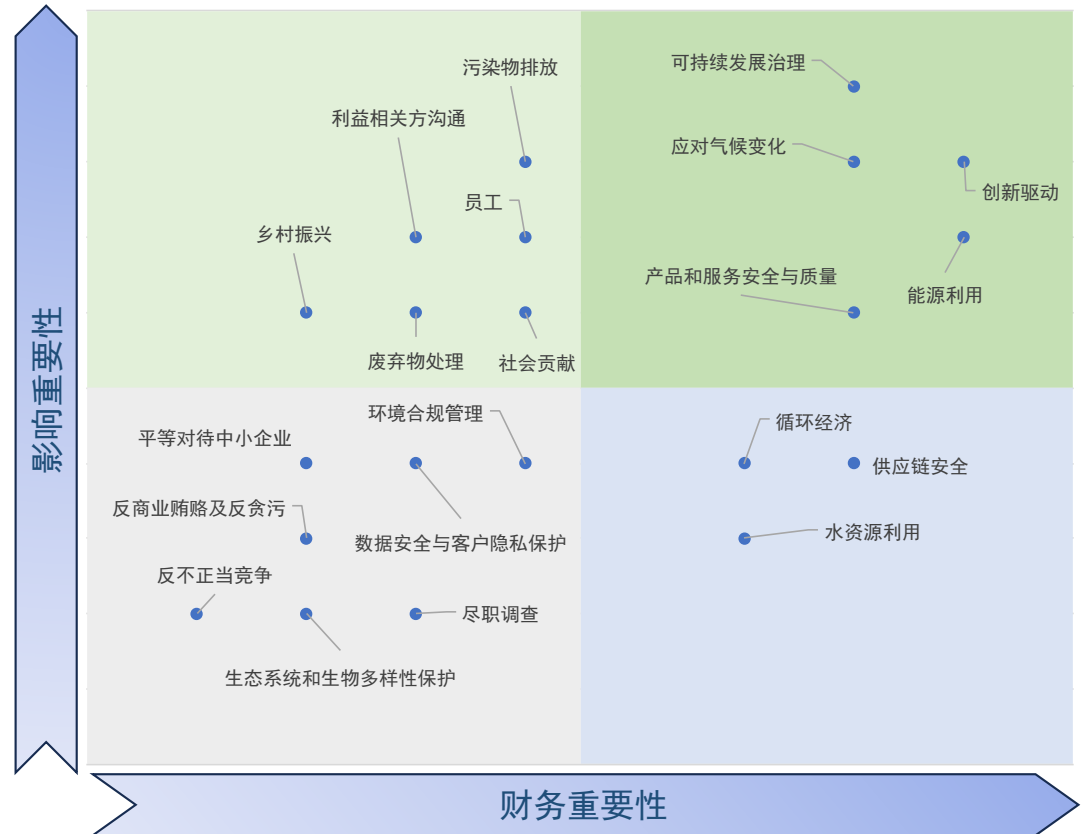 可持续发展治理
污染物排放
利益相关方沟通
应对气候变化
创新驱动
员工
乡村振兴
产品和服务安全与质量
能源利用
废弃物处理
社会贡献
影响重要性
环境合规管理
循环经济
平等对待中小企业
供应链安全
反商业贿赂及反贪污
水资源利用
数据安全与客户隐私保护
反不正当竞争
尽职调查
生态系统和生物多样性保护
财务重要性